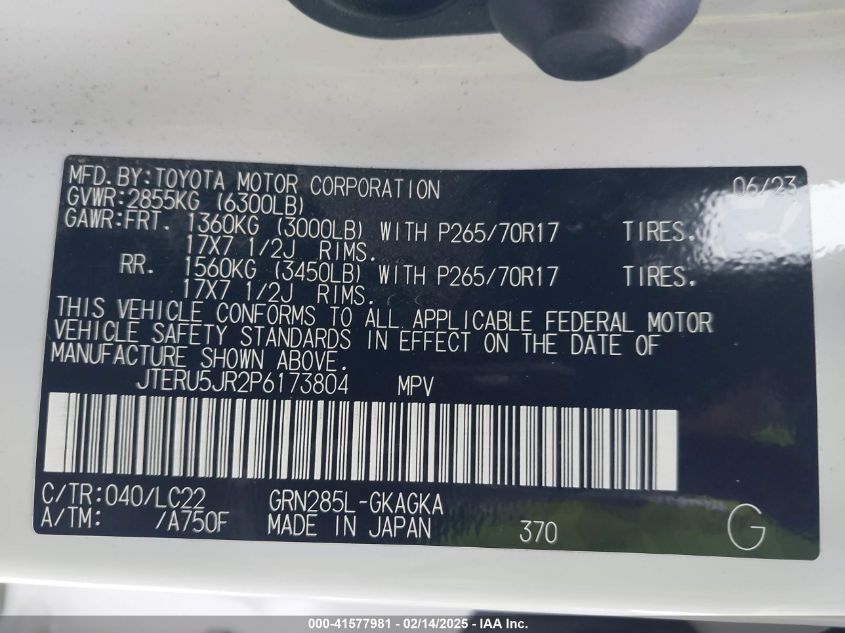 MFD.BY:TOYOTA MOTOR CORPORATION 06/23
GVWR:2855KG (6300LB)
GAWR:FRT. 1360KG (3000LB) WITH P265/70R17 TIRES.
17X7 1/2J RIMS.
RR. 1560KG (3450LB) WITH P265/70R17 TIRES.
17X7 1/2J RIMS.
THIS VEHICLE CONFORMS TO ALL APPLICABLE FEDERAL MOTOR
VEHICLE SAFETY STANDARDS IN EFFECT ON THE DATE OF
MANUFACTURE SHOWN ABOVE.
JTERU5JR2P6173804 MPV
C/TR:040/LC22 GRN285L-GKAGKA
A/TM: /A750F MADE IN JAPAN 370 G
000-41577981 - 02/14/2025 - IAA Inc.